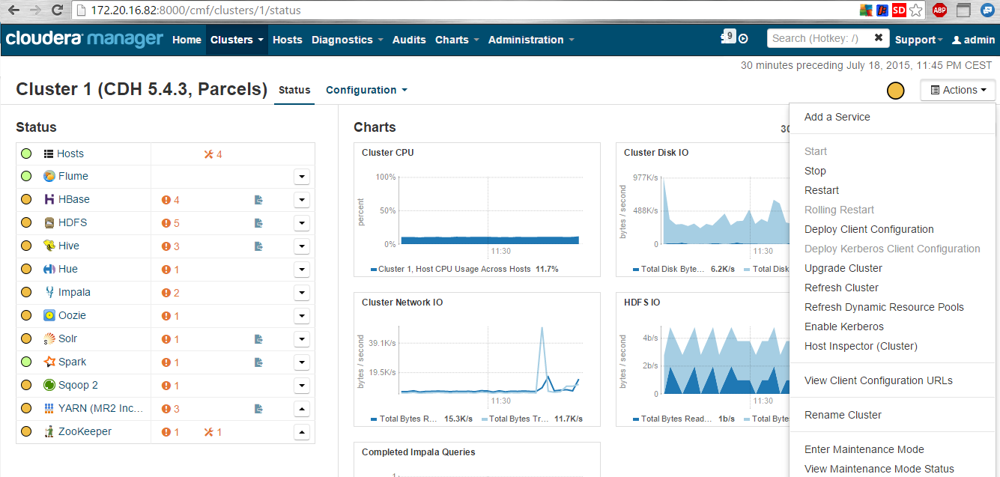 172.20.16.82:8000/cmf/clusters/1/status
SD
ABP
cloudera manager Home Clusters Hosts Diagnostics Audits Charts Administration 9 Search (Hotkey: /) Support admin
30 minutes preceding July 18, 2015, 11:45 PM CEST
Cluster 1 (CDH 5.4.3, Parcels) Status Configuration Actions
Status
Hosts 4
Flume
HBase 4
HDFS 5
Hive 3
Hue 1
Impala 2
Oozie 1
Solr 1
Spark 1
Sqoop 2 1
YARN (MR2 Inc... 3
ZooKeeper 1 1
Charts
30
Cluster CPU
percent
100%
50%
0%
11:30
Cluster 1, Host CPU Usage Across Hosts 11.7%
Cluster Disk IO
bytes / second
977K/s
488K/s
0
11:30
Total Disk Byte... 6.2K/s Total Disk
Cluster Network IO
bytes / second
39.1K/s
19.5K/s
11:30
Total Bytes R... 15.3K/s Total Bytes Tr... 11.7K/s
HDFS IO
bytes / second
4b/s
2b/s
0
11:30
Total Bytes Read... 1b/s Total Bytes
Completed Impala Queries
1
Add a Service
Start
Stop
Restart
Rolling Restart
Deploy Client Configuration
Deploy Kerberos Client Configuration
Upgrade Cluster
Refresh Cluster
Refresh Dynamic Resource Pools
Enable Kerberos
Host Inspector (Cluster)
View Client Configuration URLs
Rename Cluster
Enter Maintenance Mode
View Maintenance Mode Status